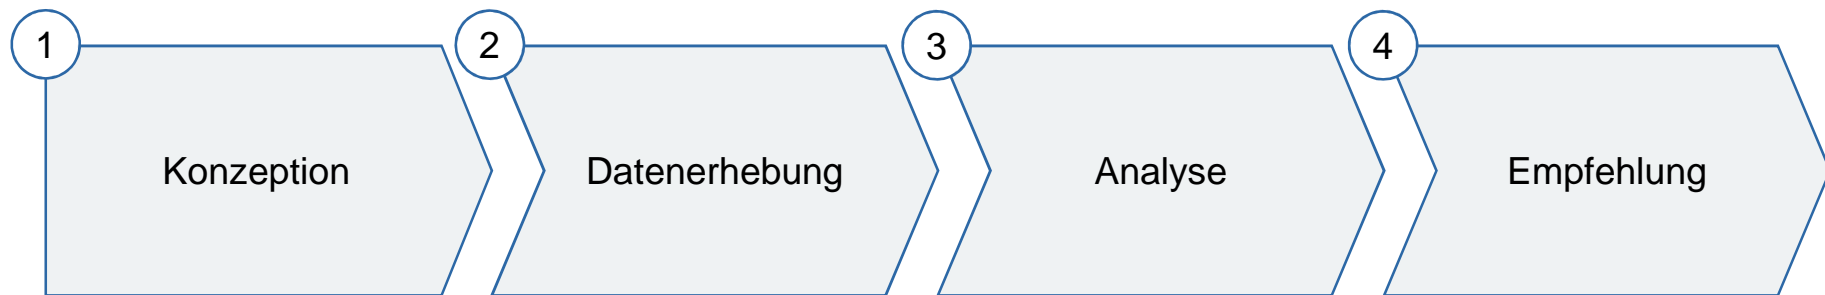 1
Konzeption
2
Datenerhebung
3
Analyse
4
Empfehlung